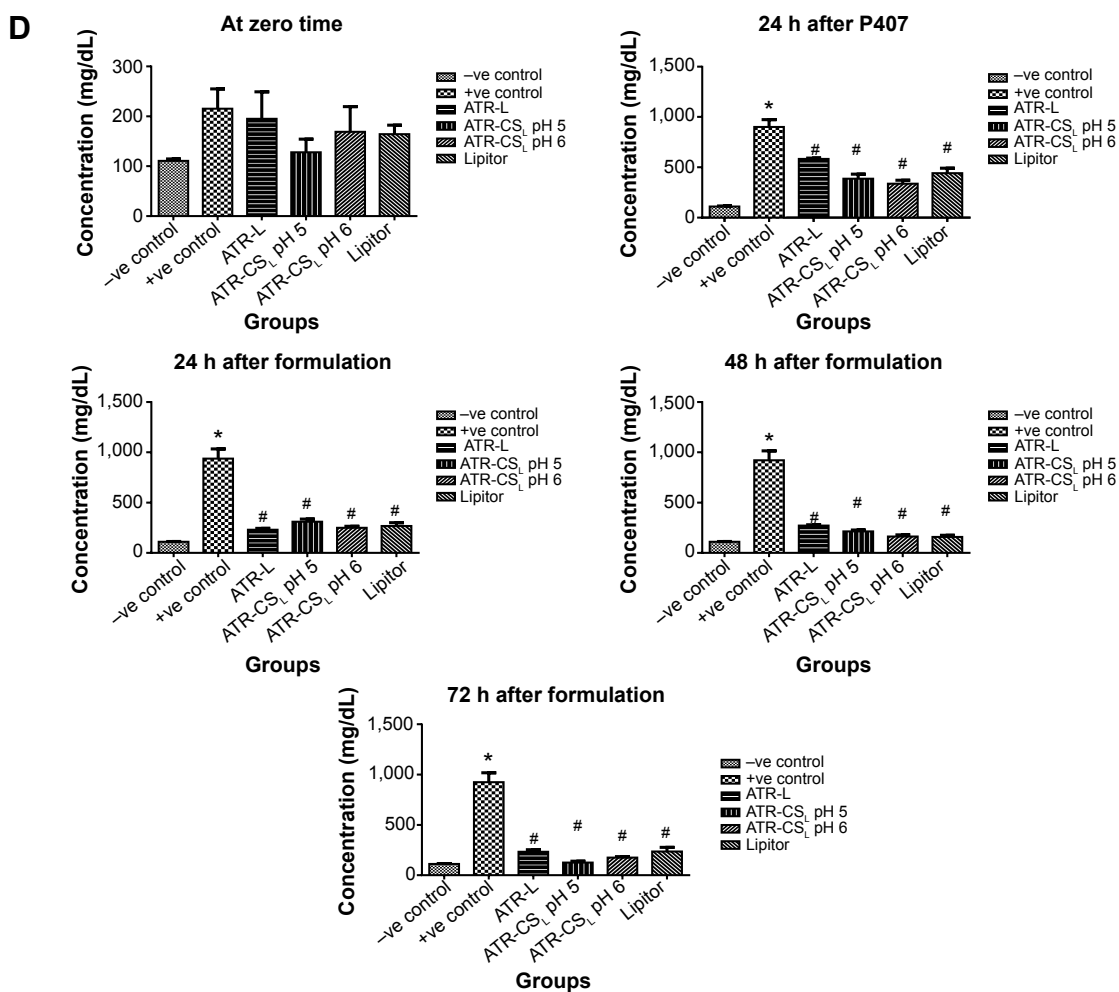 D
At zero time
Concentration (mg/dL)
300
200
100
0
–ve control
+ve control
ATR-L
ATR-CSL pH 5
ATR-CSL pH 6
Lipitor
Groups
–ve control
+ve control
ATR-L
ATR-CSL pH 5
ATR-CSL pH 6
Lipitor
24 h after P407
Concentration (mg/dL)
1,500
1,000
500
0
*
#
#
#
#
–ve control
+ve control
ATR-L
ATR-CSL pH 5
ATR-CSL pH 6
Lipitor
Groups
–ve control
+ve control
ATR-L
ATR-CSL pH 5
ATR-CSL pH 6
Lipitor
24 h after formulation
Concentration (mg/dL)
1,500
1,000
500
0
*
#
#
#
#
–ve control
+ve control
ATR-L
ATR-CSL pH 5
ATR-CSL pH 6
Lipitor
Groups
–ve control
+ve control
ATR-L
ATR-CSL pH 5
ATR-CSL pH 6
Lipitor
48 h after formulation
Concentration (mg/dL)
1,500
1,000
500
0
*
#
#
#
#
–ve control
+ve control
ATR-L
ATR-CSL pH 5
ATR-CSL pH 6
Lipitor
Groups
–ve control
+ve control
ATR-L
ATR-CSL pH 5
ATR-CSL pH 6
Lipitor
72 h after formulation
Concentration (mg/dL)
1,500
1,000
500
0
*
#
#
#
#
–ve control
+ve control
ATR-L
ATR-CSL pH 5
ATR-CSL pH 6
Lipitor
Groups
–ve control
+ve control
ATR-L
ATR-CSL pH 5
ATR-CSL pH 6
Lipitor